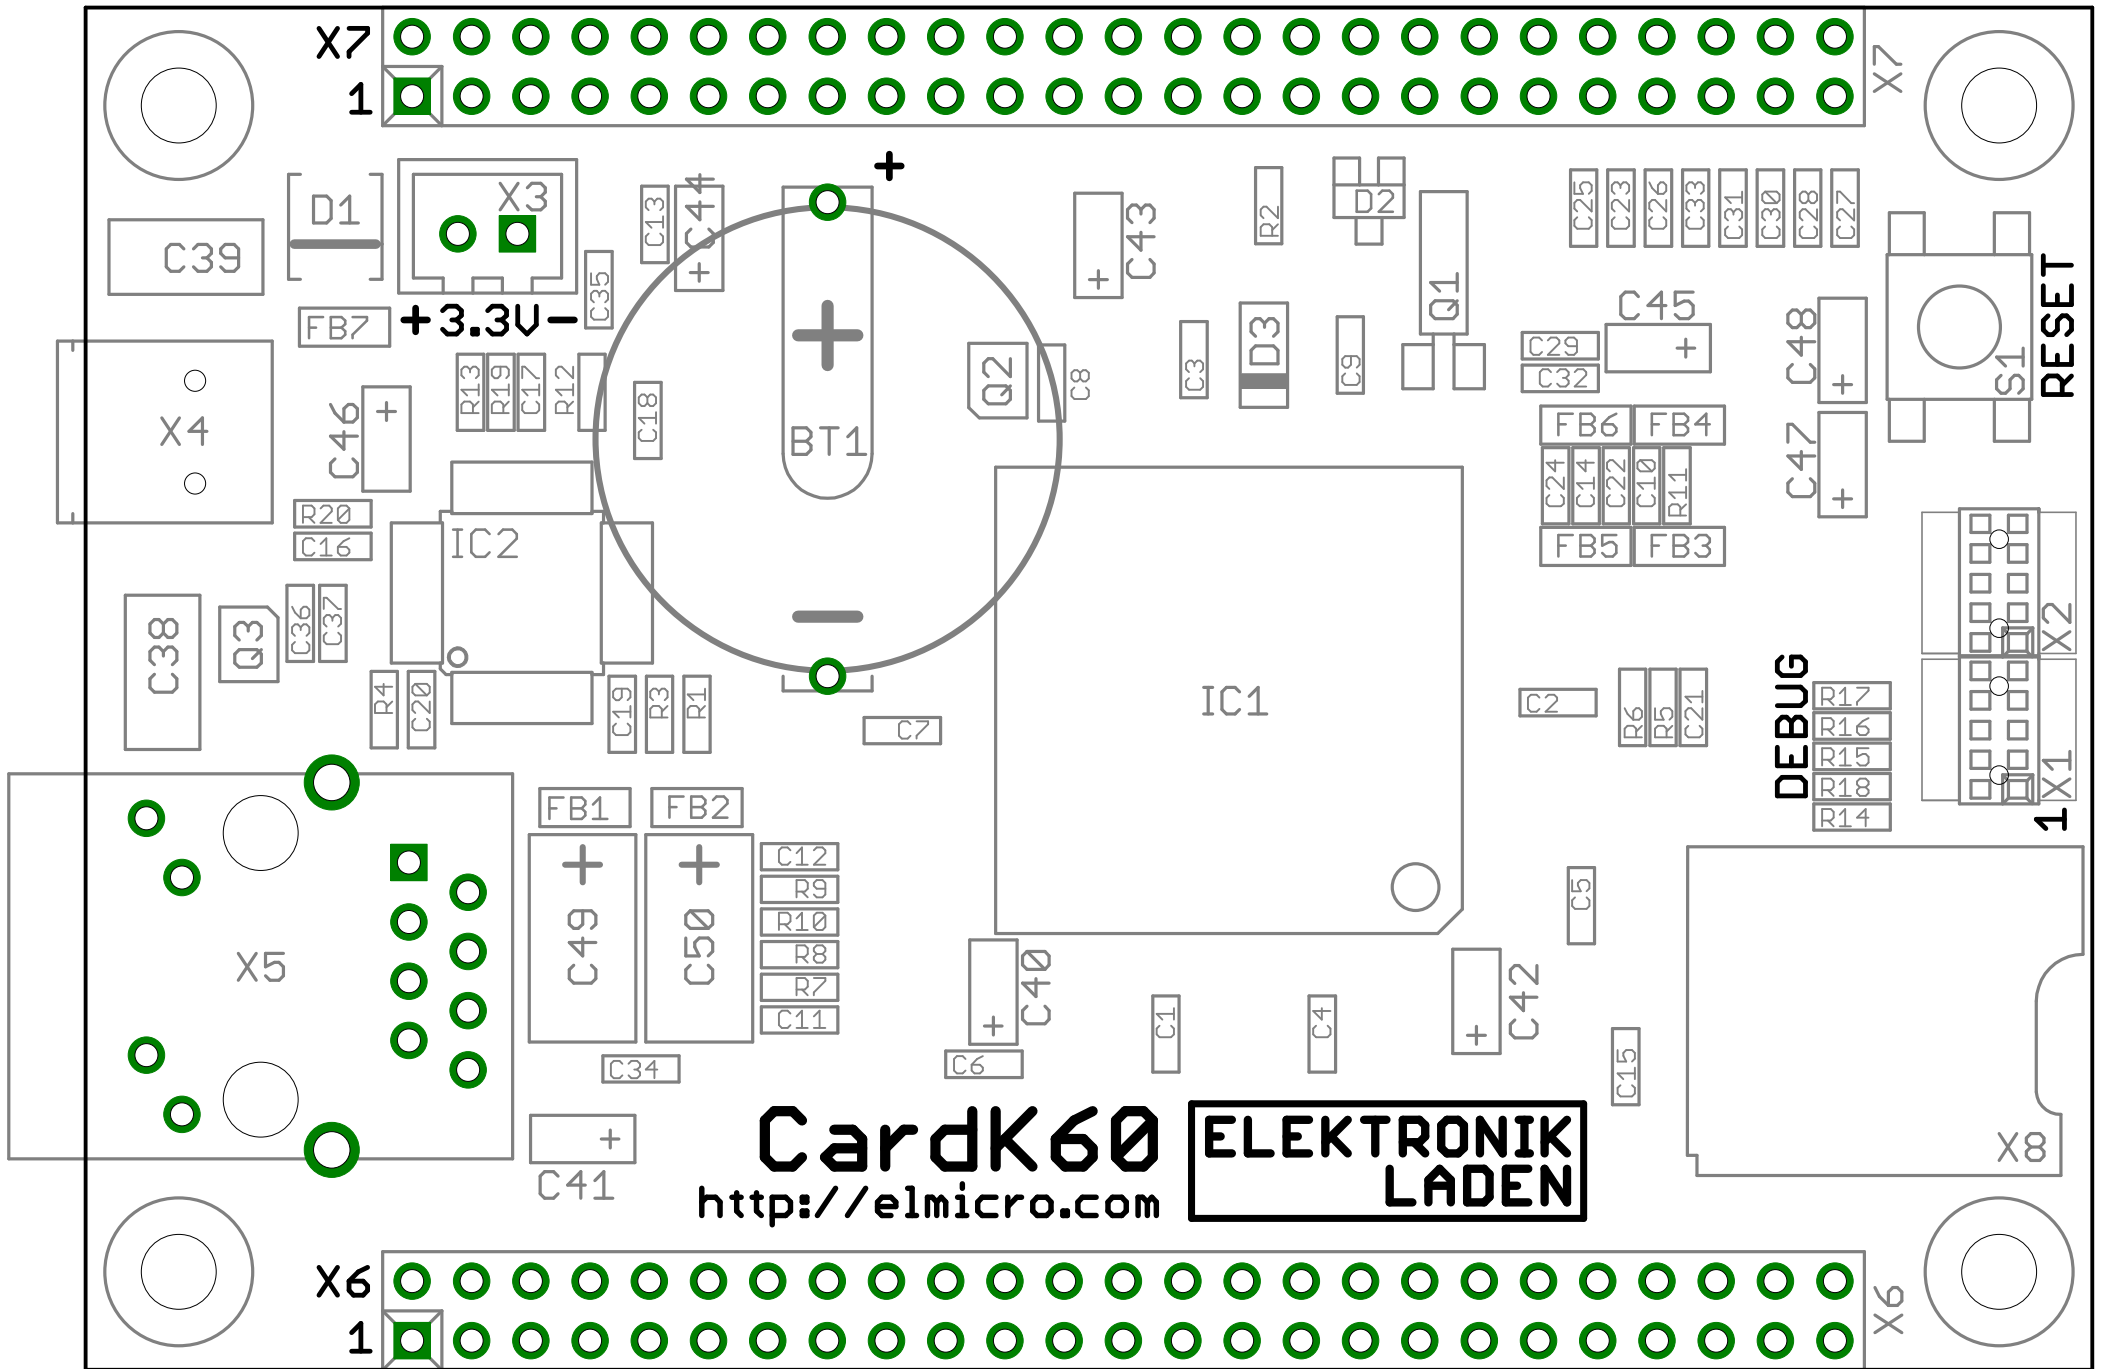 X7
1
X7
D1
X3
C13
C44
+
+
C39
C35
+3.3V-
FB7
C43
+
R2
D2
Q1
C25
C23
C26
C33
C31
C30
C28
C27
C45
+
C48
+
S1
RESET
X4
C46
+
R13
R19
C17
R12
C18
+
BT1
Q2
C8
C3
D3
C9
C29
C32
FB6
FB4
C47
+
C24
C14
C22
C10
R11
FB5
FB3
R20
C16
IC2
C38
Q3
C36
C37
R4
C20
C19
R3
R1
C7
IC1
C2
R6
R5
C21
DEBUG
X2
R17
R16
R15
R18
R14
X1
1
FB1
FB2
+
+
C49
C50
C12
R9
R10
R8
R7
C11
X5
C34
C41
+
C40
+
C6
C1
C4
C42
+
C5
C15
X8
CardK60
http://elmicro.com
ELEKTRONIK
LADEN
X6
1
X6